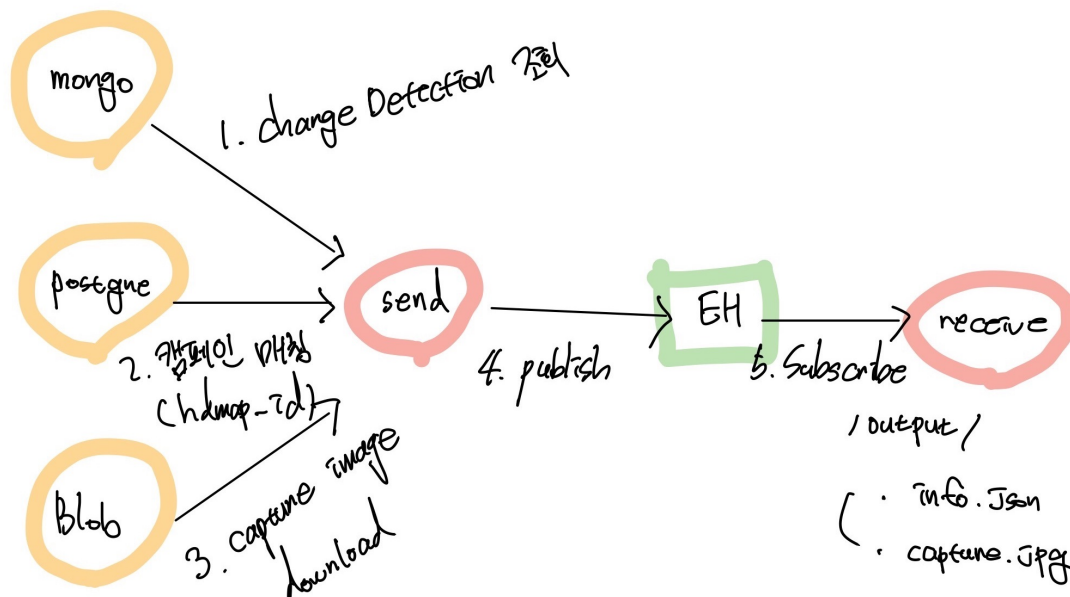 mongo
1. change Detection 조회
postgre
send
EH
receive
2. 캠페인 매칭
(hdmap_id)
4. publish
5. Subscribe
/output/
Blob
3. capture image
download
· info.json
· capture.jpg